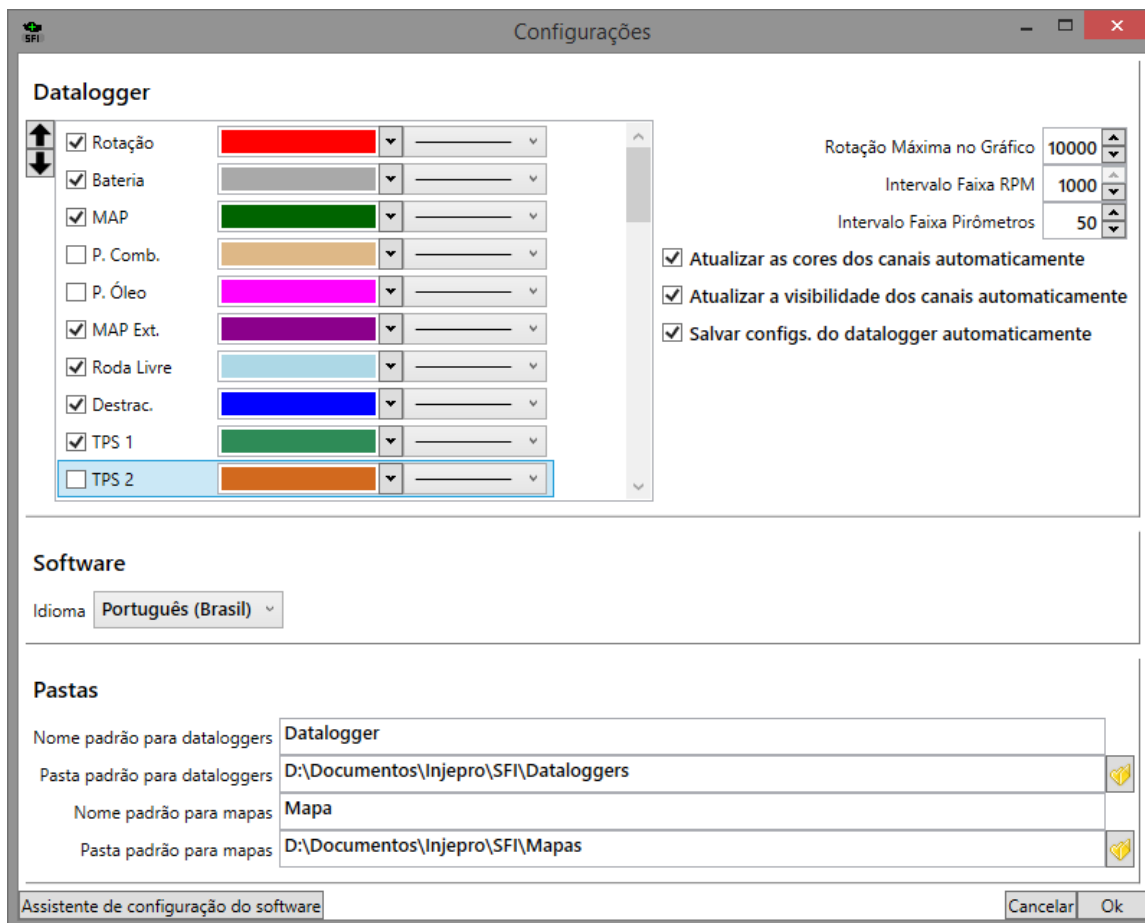 SFI
Configurações
Datalogger
Rotação
Bateria
MAP
P. Comb.
P. Óleo
MAP Ext.
Roda Livre
Destrac.
TPS 1
TPS 2
Rotação Máxima no Gráfico 10000
Intervalo Faixa RPM 1000
Intervalo Faixa Pirômetros 50
Atualizar as cores dos canais automaticamente
Atualizar a visibilidade dos canais automaticamente
Salvar configs. do datalogger automaticamente
Software
Idioma Português (Brasil)
Pastas
Nome padrão para dataloggers Datalogger
Pasta padrão para dataloggers D:\Documentos\Injepro\SFI\Dataloggers
Nome padrão para mapas Mapa
Pasta padrão para mapas D:\Documentos\Injepro\SFI\Mapas
Assistente de configuração do software Cancelar Ok